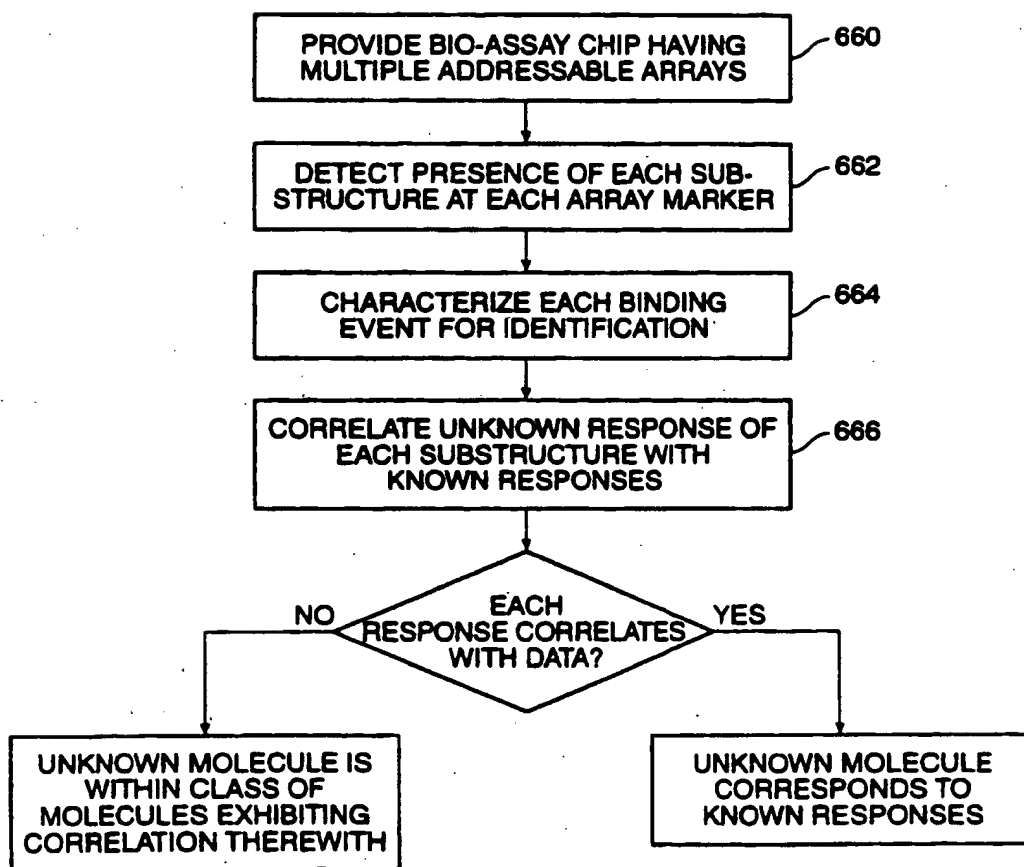 PROVIDE BIO-ASSAY CHIP HAVING
MULTIPLE ADDRESSABLE ARRAYS
660
DETECT PRESENCE OF EACH SUB-
STRUCTURE AT EACH ARRAY MARKER
662
CHARACTERIZE EACH BINDING
EVENT FOR IDENTIFICATION
664
CORRELATE UNKNOWN RESPONSE OF
EACH SUBSTRUCTURE WITH
KNOWN RESPONSES
666
EACH
RESPONSE CORRELATES
WITH DATA?
NO
YES
UNKNOWN MOLECULE IS
WITHIN CLASS OF
MOLECULES EXHIBITING
CORRELATION THEREWITH
UNKNOWN MOLECULE
CORRESPONDS TO
KNOWN RESPONSES